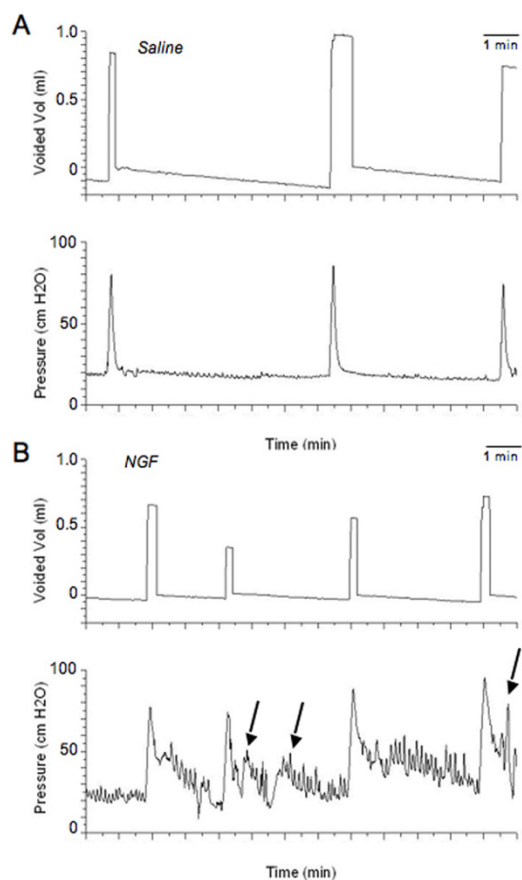 A
Saline
1 min
1.0
0.5
0
Voided Vol (ml)
100
50
0
Pressure (cm H2O)
Time (min)
B
NGF
1 min
1.0
0.5
0
Voided Vol (ml)
100
50
0
Pressure (cm H2O)
Time (min)